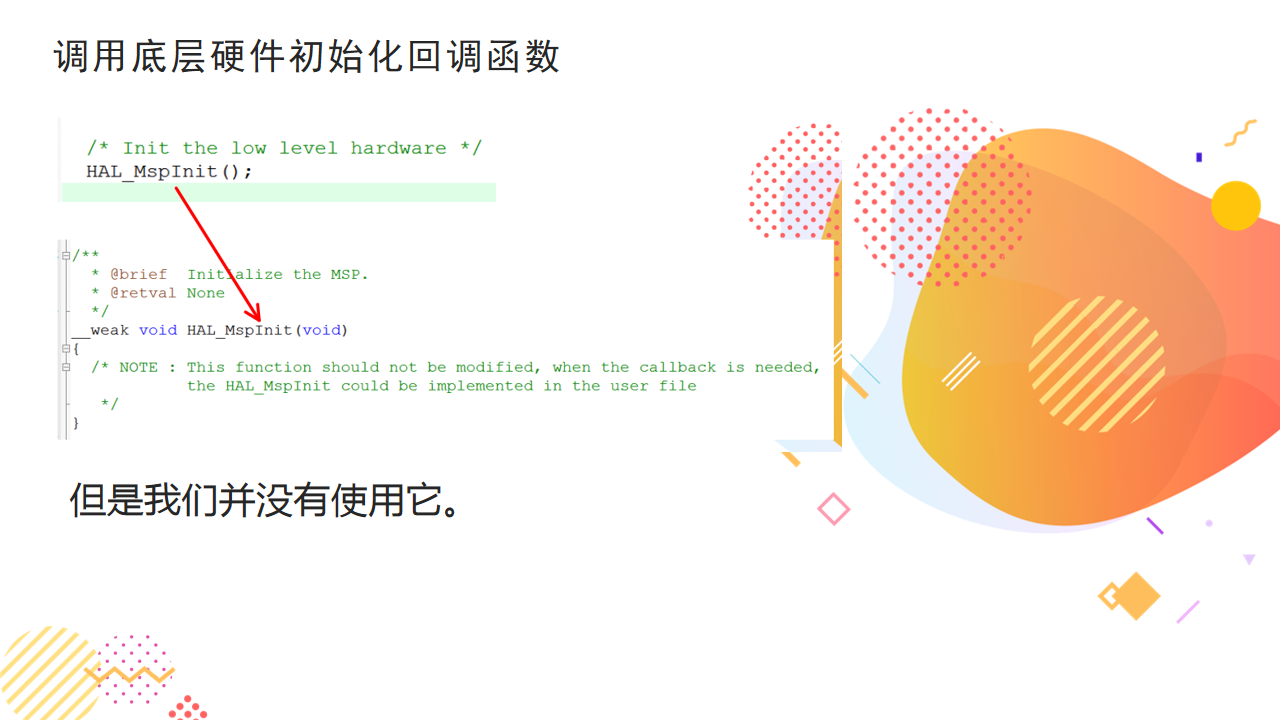 调用底层硬件初始化回调函数
/* Init the low level hardware */
HAL_MspInit();
/**
* @brief  Initialize the MSP.
* @retval None
*/
__weak void HAL_MspInit(void)
{
/* NOTE : This function should not be modified, when the callback is needed,
the HAL_MspInit could be implemented in the user file
*/
}
但是我们并没有使用它。